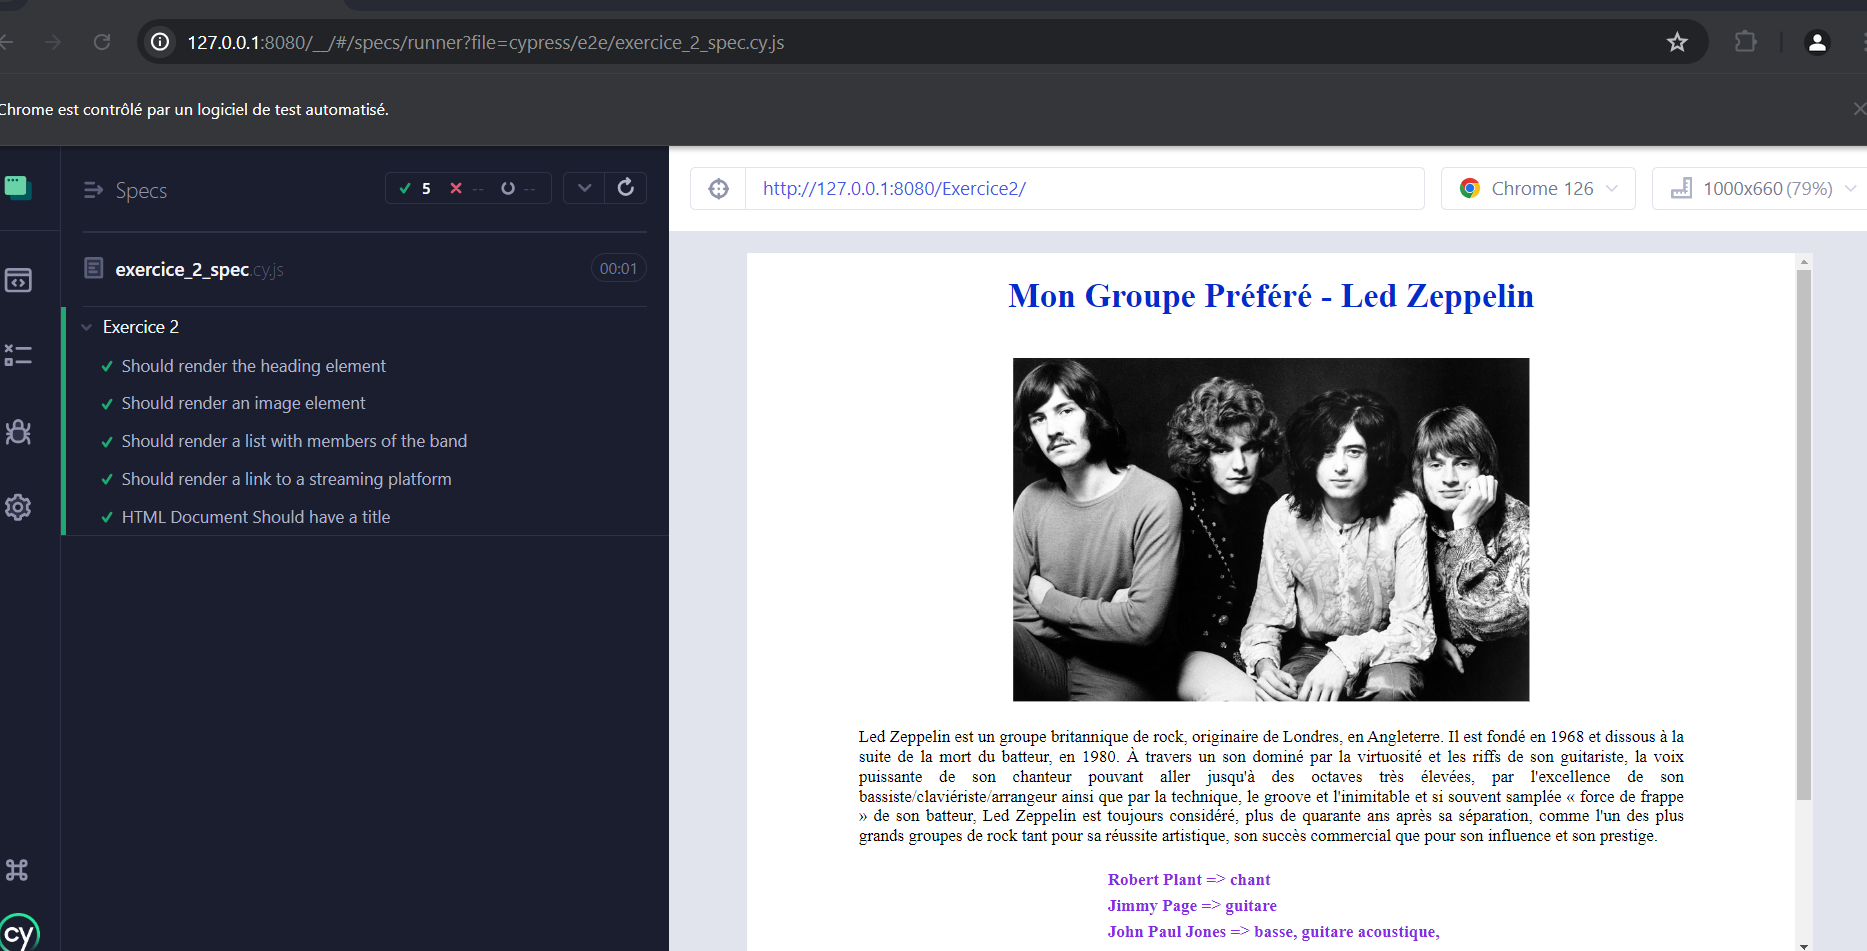 127.0.0.1:8080/__/#/specs/runner?file=cypress/e2e/exercice_2_spec.cy.js
Chrome est contrôlé par un logiciel de test automatisé.
Specs
5 -- --
http://127.0.0.1:8080/Exercice2/
Chrome 126
1000x660 (79%)
exercice_2_spec.cy.js
00:01
Exercice 2
Should render the heading element
Should render an image element
Should render a list with members of the band
Should render a link to a streaming platform
HTML Document Should have a title
cy
Mon Groupe Préféré - Led Zeppelin
Led Zeppelin est un groupe britannique de rock, originaire de Londres, en Angleterre. Il est fondé en 1968 et dissous à la
suite de la mort du batteur, en 1980. À travers un son dominé par la virtuosité et les riffs de son guitariste, la voix
puissante de son chanteur pouvant aller jusqu'à des octaves très élevées, par l'excellence de son
bassiste/claviériste/arrangeur ainsi que par la technique, le groove et l'inimitable et si souvent samplée « force de frappe
» de son batteur, Led Zeppelin est toujours considéré, plus de quarante ans après sa séparation, comme l'un des plus
grands groupes de rock tant pour sa réussite artistique, son succès commercial que pour son influence et son prestige.
Robert Plant => chant
Jimmy Page => guitare
John Paul Jones => basse, guitare acoustique,